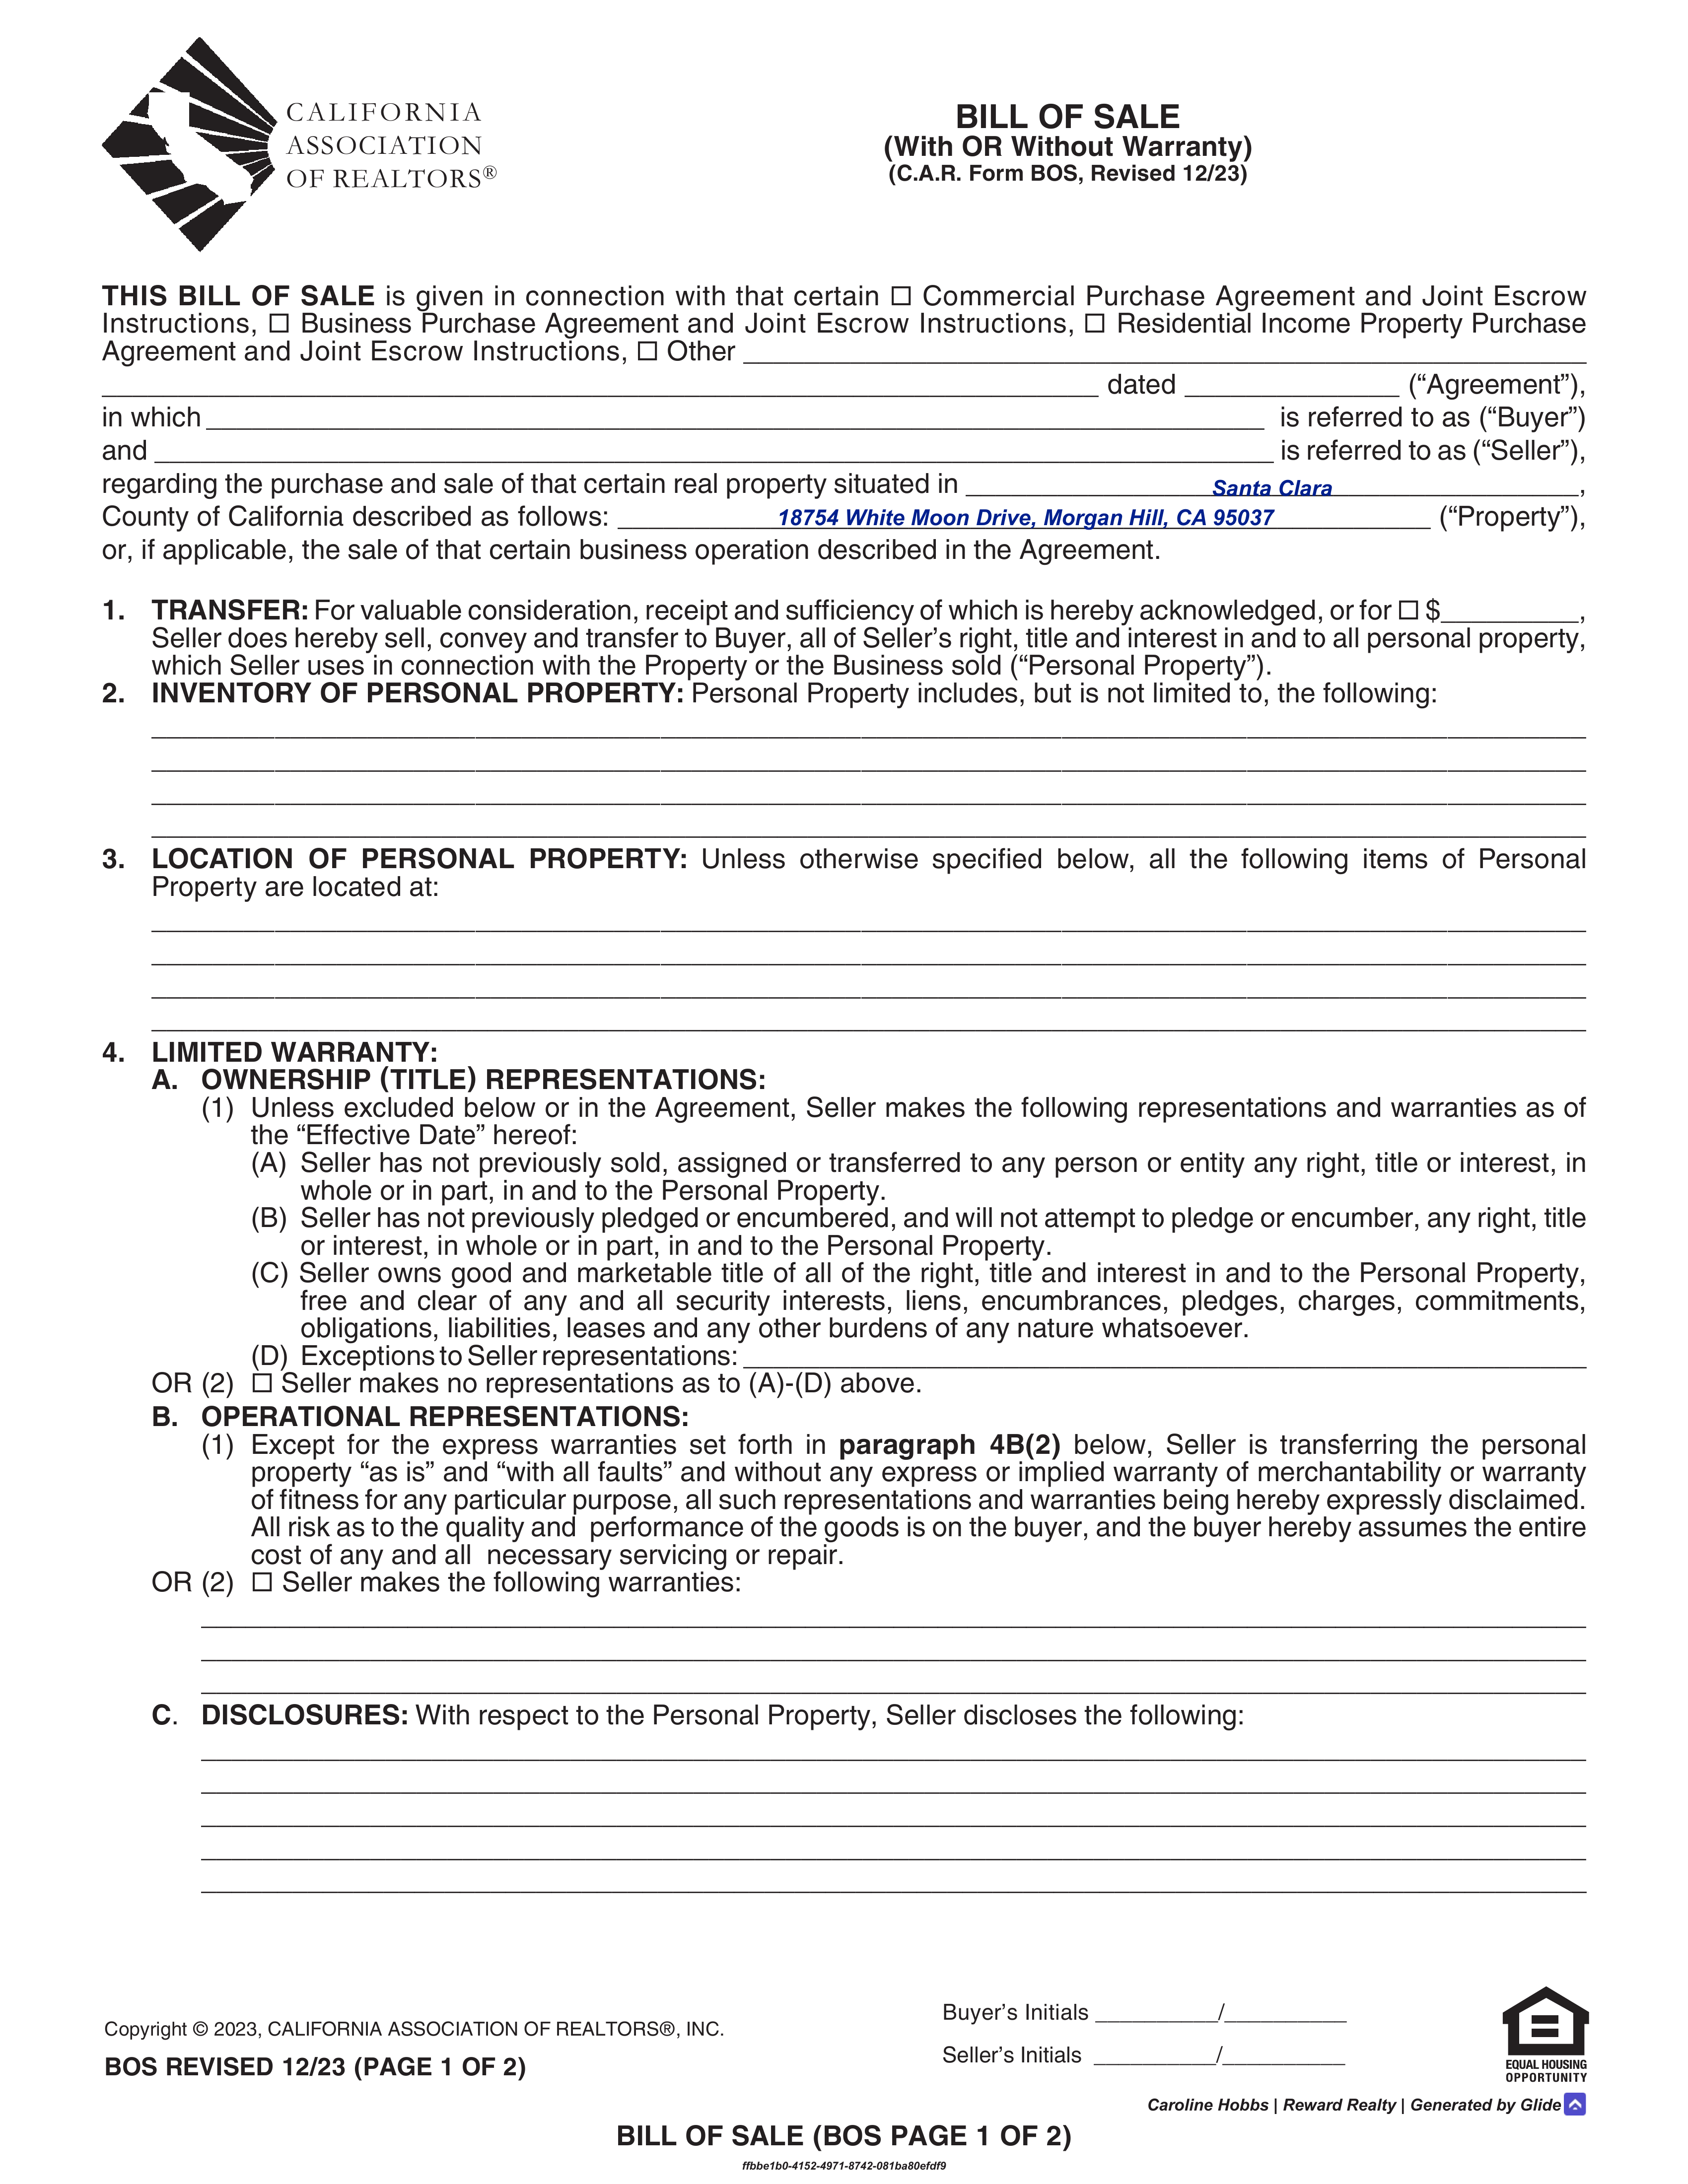 CALIFORNIA
ASSOCIATION
OF REALTORS®
BILL OF SALE
(With OR Without Warranty)
(C.A.R. Form BOS, Revised 12/23)
THIS BILL OF SALE is given in connection with that certain ☐ Commercial Purchase Agreement and Joint Escrow
Instructions, ☐ Business Purchase Agreement and Joint Escrow Instructions, ☐ Residential Income Property Purchase
Agreement and Joint Escrow Instructions, ☐ Other ______
______ dated ______ (“Agreement”),
in which ______ is referred to as (“Buyer”)
and ______ is referred to as (“Seller”),
regarding the purchase and sale of that certain real property situated in Santa Clara,
County of California described as follows: 18754 White Moon Drive, Morgan Hill, CA 95037 (“Property”),
or, if applicable, the sale of that certain business operation described in the Agreement.
1. TRANSFER: For valuable consideration, receipt and sufficiency of which is hereby acknowledged, or for ☐ $______,
Seller does hereby sell, convey and transfer to Buyer, all of Seller’s right, title and interest in and to all personal property,
which Seller uses in connection with the Property or the Business sold (“Personal Property”).
2. INVENTORY OF PERSONAL PROPERTY: Personal Property includes, but is not limited to, the following:
3. LOCATION OF PERSONAL PROPERTY: Unless otherwise specified below, all the following items of Personal
Property are located at:
4. LIMITED WARRANTY:
A. OWNERSHIP (TITLE) REPRESENTATIONS:
(1) Unless excluded below or in the Agreement, Seller makes the following representations and warranties as of
the “Effective Date” hereof:
(A) Seller has not previously sold, assigned or transferred to any person or entity any right, title or interest, in
whole or in part, in and to the Personal Property.
(B) Seller has not previously pledged or encumbered, and will not attempt to pledge or encumber, any right, title
or interest, in whole or in part, in and to the Personal Property.
(C) Seller owns good and marketable title of all of the right, title and interest in and to the Personal Property,
free and clear of any and all security interests, liens, encumbrances, pledges, charges, commitments,
obligations, liabilities, leases and any other burdens of any nature whatsoever.
(D) Exceptions to Seller representations: ______
OR (2) ☐ Seller makes no representations as to (A)-(D) above.
B. OPERATIONAL REPRESENTATIONS:
(1) Except for the express warranties set forth in paragraph 4B(2) below, Seller is transferring the personal
property “as is” and “with all faults” and without any express or implied warranty of merchantability or warranty
of fitness for any particular purpose, all such representations and warranties being hereby expressly disclaimed.
All risk as to the quality and performance of the goods is on the buyer, and the buyer hereby assumes the entire
cost of any and all necessary servicing or repair.
OR (2) ☐ Seller makes the following warranties:
C. DISCLOSURES: With respect to the Personal Property, Seller discloses the following:
Copyright © 2023, CALIFORNIA ASSOCIATION OF REALTORS®, INC.
BOS REVISED 12/23 (PAGE 1 OF 2)
Buyer’s Initials ______/______
Seller’s Initials ______/______
EQUAL HOUSING
OPPORTUNITY
Caroline Hobbs | Reward Realty | Generated by Glide
BILL OF SALE (BOS PAGE 1 OF 2)
ffbbe1b0-4152-4971-8742-081ba80efdf9